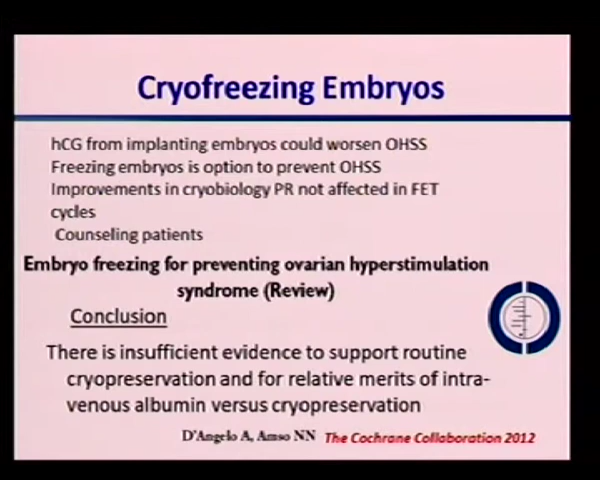 Cryofreezing Embryos
hCG from implanting embryos could worsen OHSS
Freezing embryos is option to prevent OHSS
Improvements in cryobiology PR not affected in FET
cycles
Counseling patients
Embryo freezing for preventing ovarian hyperstimulation
syndrome (Review)
Conclusion
There is insufficient evidence to support routine
cryopreservation and for relative merits of intra-
venous albumin versus cryopreservation
D'Angelo A, Amso NN The Cochrane Collaboration 2012